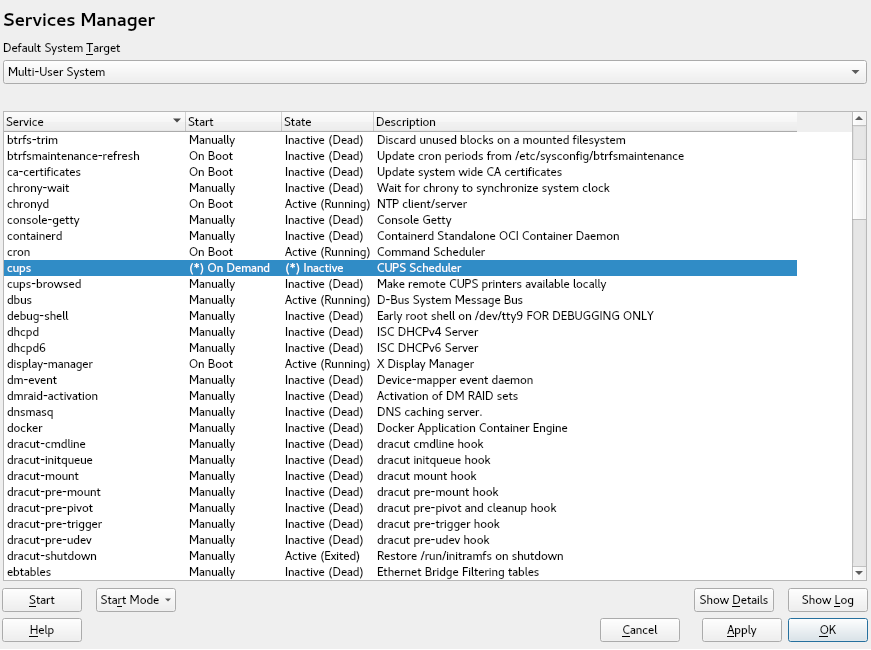 Services Manager
Default System Target
Multi-User System
Service Start State Description
btrfs-trim Manually Inactive (Dead) Discard unused blocks on a mounted filesystem
btrfsmaintenance-refresh On Boot Inactive (Dead) Update cron periods from /etc/sysconfig/btrfsmaintenance
ca-certificates On Boot Inactive (Dead) Update system wide CA certificates
chrony-wait Manually Inactive (Dead) Wait for chrony to synchronize system clock
chronyd On Boot Active (Running) NTP client/server
console-getty Manually Inactive (Dead) Console Getty
containerd Manually Inactive (Dead) Containerd Standalone OCI Container Daemon
cron On Boot Active (Running) Command Scheduler
cups (*) On Demand (*) Inactive CUPS Scheduler
cups-browsed Manually Inactive (Dead) Make remote CUPS printers available locally
dbus Manually Active (Running) D-Bus System Message Bus
debug-shell Manually Inactive (Dead) Early root shell on /dev/tty9 FOR DEBUGGING ONLY
dhcpd Manually Inactive (Dead) ISC DHCPv4 Server
dhcpd6 Manually Inactive (Dead) ISC DHCPv6 Server
display-manager On Boot Active (Running) X Display Manager
dm-event Manually Inactive (Dead) Device-mapper event daemon
dmraid-activation Manually Inactive (Dead) Activation of DM RAID sets
dnsmasq Manually Inactive (Dead) DNS caching server.
docker Manually Inactive (Dead) Docker Application Container Engine
dracut-cmdline Manually Inactive (Dead) dracut cmdline hook
dracut-initqueue Manually Inactive (Dead) dracut initqueue hook
dracut-mount Manually Inactive (Dead) dracut mount hook
dracut-pre-mount Manually Inactive (Dead) dracut pre-mount hook
dracut-pre-pivot Manually Inactive (Dead) dracut pre-pivot and cleanup hook
dracut-pre-trigger Manually Inactive (Dead) dracut pre-trigger hook
dracut-pre-udev Manually Inactive (Dead) dracut pre-udev hook
dracut-shutdown Manually Active (Exited) Restore /run/initramfs on shutdown
ebtables Manually Inactive (Dead) Ethernet Bridge Filtering tables
Start Start Mode Show Details Show Log
Help Cancel Apply OK